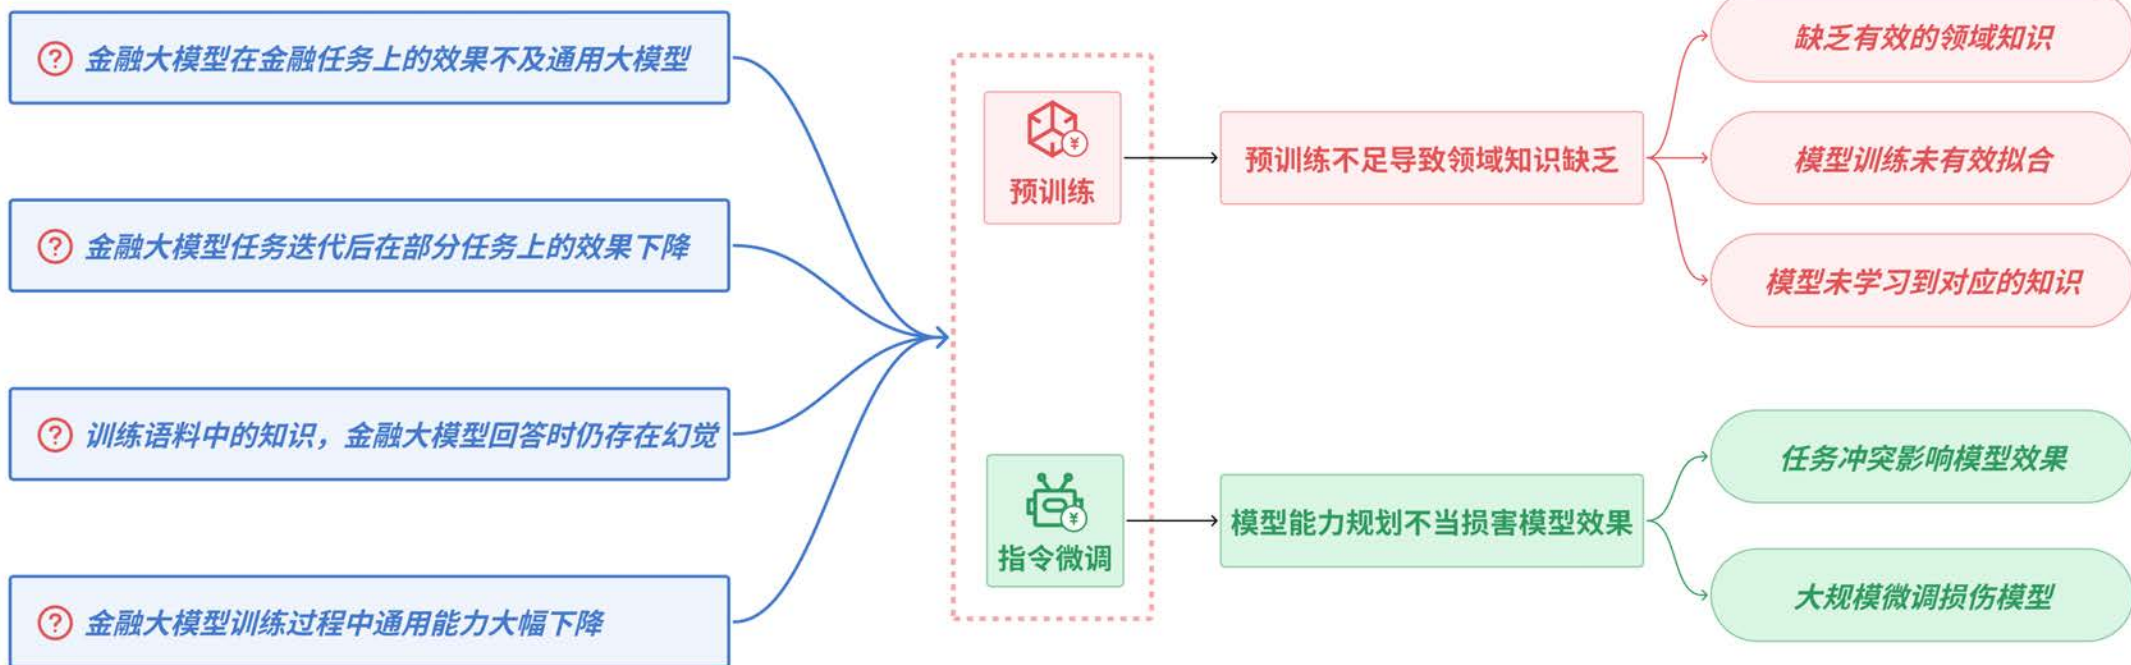 金融大模型在金融任务上的效果不及通用大模型
金融大模型任务迭代后在部分任务上的效果下降
训练语料中的知识，金融大模型回答时仍存在幻觉
金融大模型训练过程中通用能力大幅下降
预训练
预训练不足导致领域知识缺乏
缺乏有效的领域知识
模型训练未有效拟合
模型未学习到对应的知识
指令微调
模型能力规划不当损害模型效果
任务冲突影响模型效果
大规模微调损伤模型